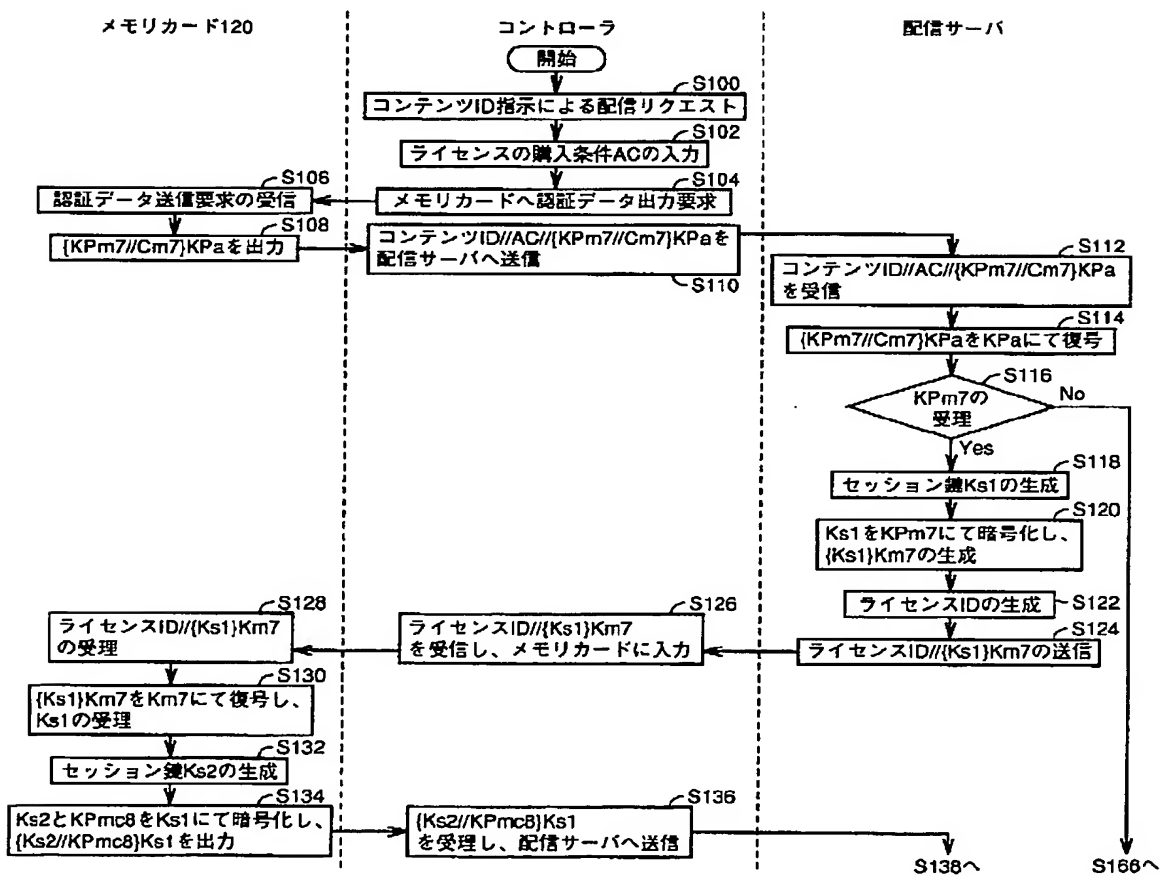 メモリカード120
コントローラ
配信サーバ
開始
S100
コンテンツID指示による配信リクエスト
S102
ライセンスの購入条件ACの入力
S106
認証データ送信要求の受信
S104
メモリカードへ認証データ出力要求
S108
{KPm7//Cm7}KPaを出力
コンテンツID//AC//{KPm7//Cm7}KPaを
配信サーバへ送信
S110
S112
コンテンツID//AC//{KPm7//Cm7}KPa
を受信
S114
{KPm7//Cm7}KPaをKPaにて復号
S116
KPm7の
受理
No
Yes
S118
セッション鍵Ks1の生成
S120
Ks1をKPm7にて暗号化し、
{Ks1}Km7の生成
ライセンスIDの生成
S122
S124
ライセンスID//{Ks1}Km7の送信
S126
ライセンスID//{Ks1}Km7
を受信し、メモリカードに入力
S128
ライセンスID//{Ks1}Km7
の受理
S130
{Ks1}Km7をKm7にて復号し、
Ks1の受理
S132
セッション鍵Ks2の生成
S134
Ks2とKPmc8をKs1にて暗号化し、
{Ks2//KPmc8}Ks1を出力
S136
{Ks2//KPmc8}Ks1
を受理し、配信サーバへ送信
S138へ
S166へ